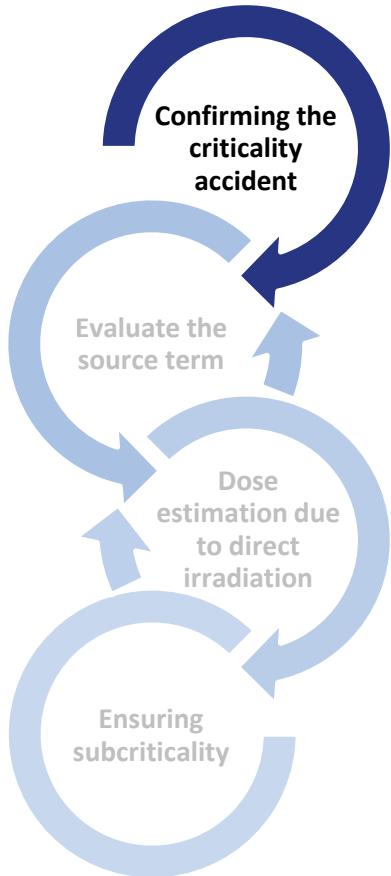 Confirming the
criticality
accident
Evaluate the
source term
Dose
estimation due
to direct
irradiation
Ensuring
subcriticality